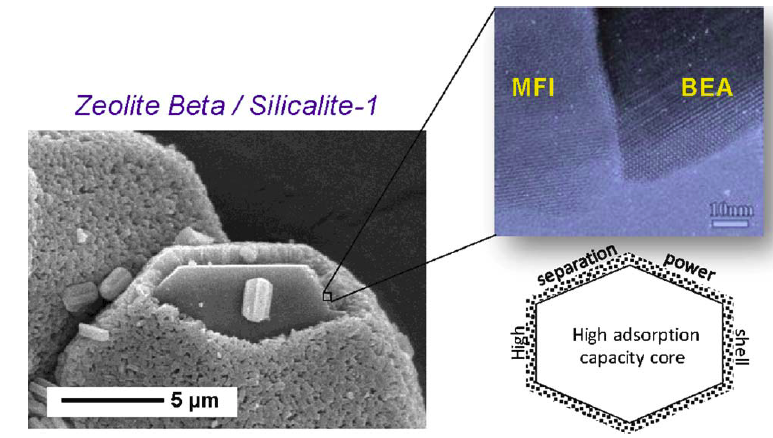 Zeolite Beta / Silicalite-1
MFI
BEA
10nm
5 μm
High separation power shell
High adsorption
capacity core